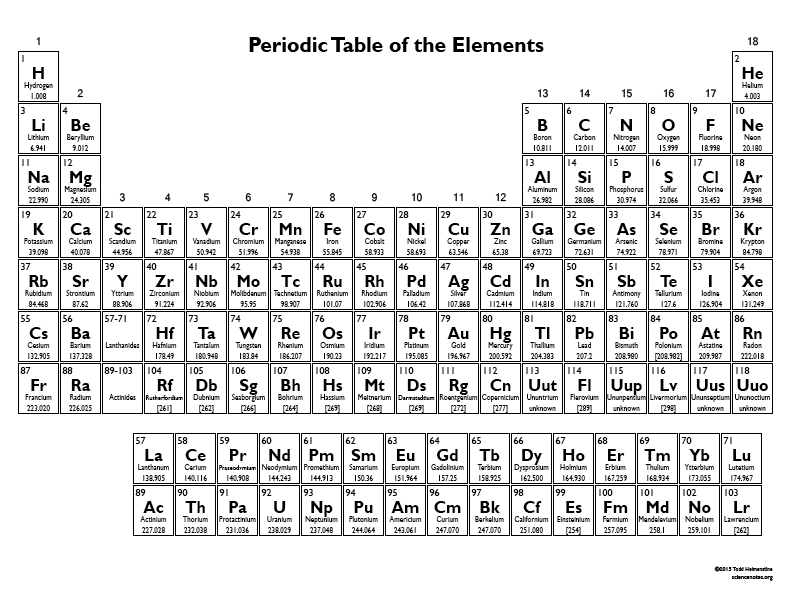 Periodic Table of the Elements
1 18
1 2
H He
Hydrogen Helium
1.008 4.003
2 13 14 15 16 17
3 4 5 6 7 8 9 10
Li Be B C N O F Ne
Lithium Beryllium Boron Carbon Nitrogen Oxygen Fluorine Neon
6.941 9.012 10.811 12.011 14.007 15.999 18.998 20.180
11 12 13 14 15 16 17 18
Na Mg Al Si P S Cl Ar
Sodium Magnesium Aluminum Silicon Phosphorus Sulfur Chlorine Argon
22.990 24.305 26.982 28.086 30.974 32.066 35.453 39.948
3 4 5 6 7 8 9 10 11 12
19 20 21 22 23 24 25 26 27 28 29 30 31 32 33 34 35 36
K Ca Sc Ti V Cr Mn Fe Co Ni Cu Zn Ga Ge As Se Br Kr
Potassium Calcium Scandium Titanium Vanadium Chromium Manganese Iron Cobalt Nickel Copper Zinc Gallium Germanium Arsenic Selenium Bromine Krypton
39.098 40.078 44.956 47.867 50.942 51.996 54.938 55.845 58.933 58.693 63.546 65.38 69.723 72.631 74.922 78.971 79.904 84.798
37 38 39 40 41 42 43 44 45 46 47 48 49 50 51 52 53 54
Rb Sr Y Zr Nb Mo Tc Ru Rh Pd Ag Cd In Sn Sb Te I Xe
Rubidium Strontium Yttrium Zirconium Niobium Molibdenum Technetium Ruthenium Rhodium Palladium Silver Cadmium Indium Tin Antimony Tellurium Iodine Xenon
84.468 87.62 88.906 91.224 92.906 95.95 98.907 101.07 102.906 106.42 107.868 112.414 114.818 118.711 121.760 127.6 126.904 131.249
55 56 57-71 72 73 74 75 76 77 78 79 80 81 82 83 84 85 86
Cs Ba Hf Ta W Re Os Ir Pt Au Hg Tl Pb Bi Po At Rn
Cesium Barium Lanthanides Hafnium Tantalum Tungsten Rhenium Osmium Iridium Platinum Gold Mercury Thallium Lead Bismuth Polonium Astatine Radon
132.905 137.328 178.49 180.948 183.84 186.207 190.23 192.217 195.085 196.967 200.592 204.383 207.2 208.980 [208.982] 209.987 222.018
87 88 89-103 104 105 106 107 108 109 110 111 112 113 114 115 116 117 118
Fr Ra Rf Db Sg Bh Hs Mt Ds Rg Cn Uut Fl Uup Lv Uus Uuo
Francium Radium Actinides Rutherfordium Dubnium Seaborgium Bohrium Hassium Meitnerium Darmstadtium Roentgenium Copernicium Ununtrium Flerovium Ununpentium Livermorium Ununseptium Ununoctium
223.020 226.025 [261] [262] [266] [264] [269] [268] [269] [272] [277] unknown [289] unknown [298] unknown unknown
57 58 59 60 61 62 63 64 65 66 67 68 69 70 71
La Ce Pr Nd Pm Sm Eu Gd Tb Dy Ho Er Tm Yb Lu
Lanthanum Cerium Praseodymium Neodymium Promethium Samarium Europium Gadolinium Terbium Dysprosium Holmium Erbium Thulium Ytterbium Lutetium
138.905 140.116 140.908 144.243 144.913 150.36 151.964 157.25 158.925 162.500 164.930 167.259 168.934 173.055 174.967
89 90 91 92 93 94 95 96 97 98 99 100 101 102 103
Ac Th Pa U Np Pu Am Cm Bk Cf Es Fm Md No Lr
Actinium Thorium Protactinium Uranium Neptunium Plutonium Americium Curium Berkelium Californium Einsteinium Fermium Mendelevium Nobelium Lawrencium
227.028 232.038 231.036 238.029 237.048 244.064 243.061 247.070 247.070 251.080 [254] 257.095 258.1 259.101 [262]
©2015 Todd Helmenstine
sciencenotes.org